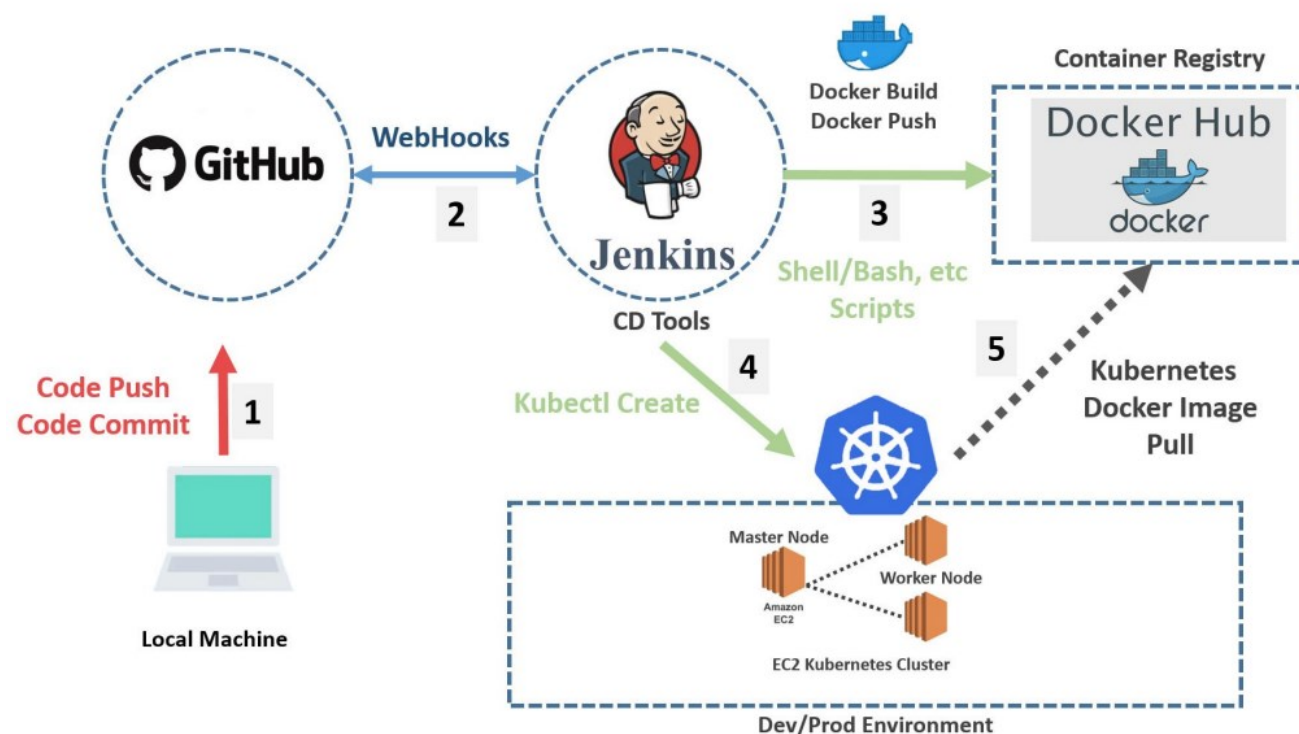 Docker Build
Docker Push
Container Registry
Docker Hub
docker
GitHub
WebHooks
2
Jenkins
3
Shell/Bash, etc
Scripts
CD Tools
4
Kubectl Create
5
Kubernetes
Docker Image
Pull
Code Push
Code Commit
1
Local Machine
Master Node
Amazon
EC2
Worker Node
EC2 Kubernetes Cluster
Dev/Prod Environment